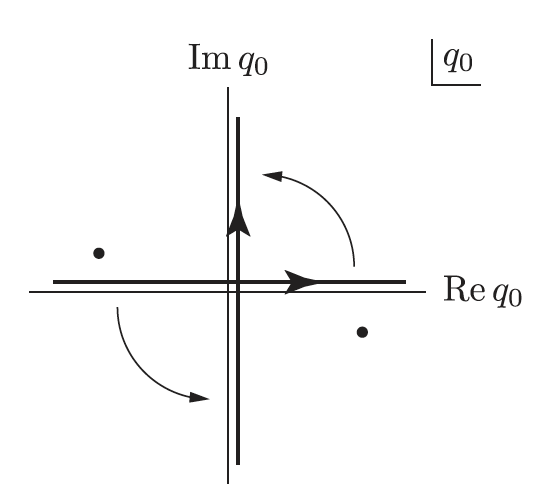 Im q₀
q₀
Re q₀